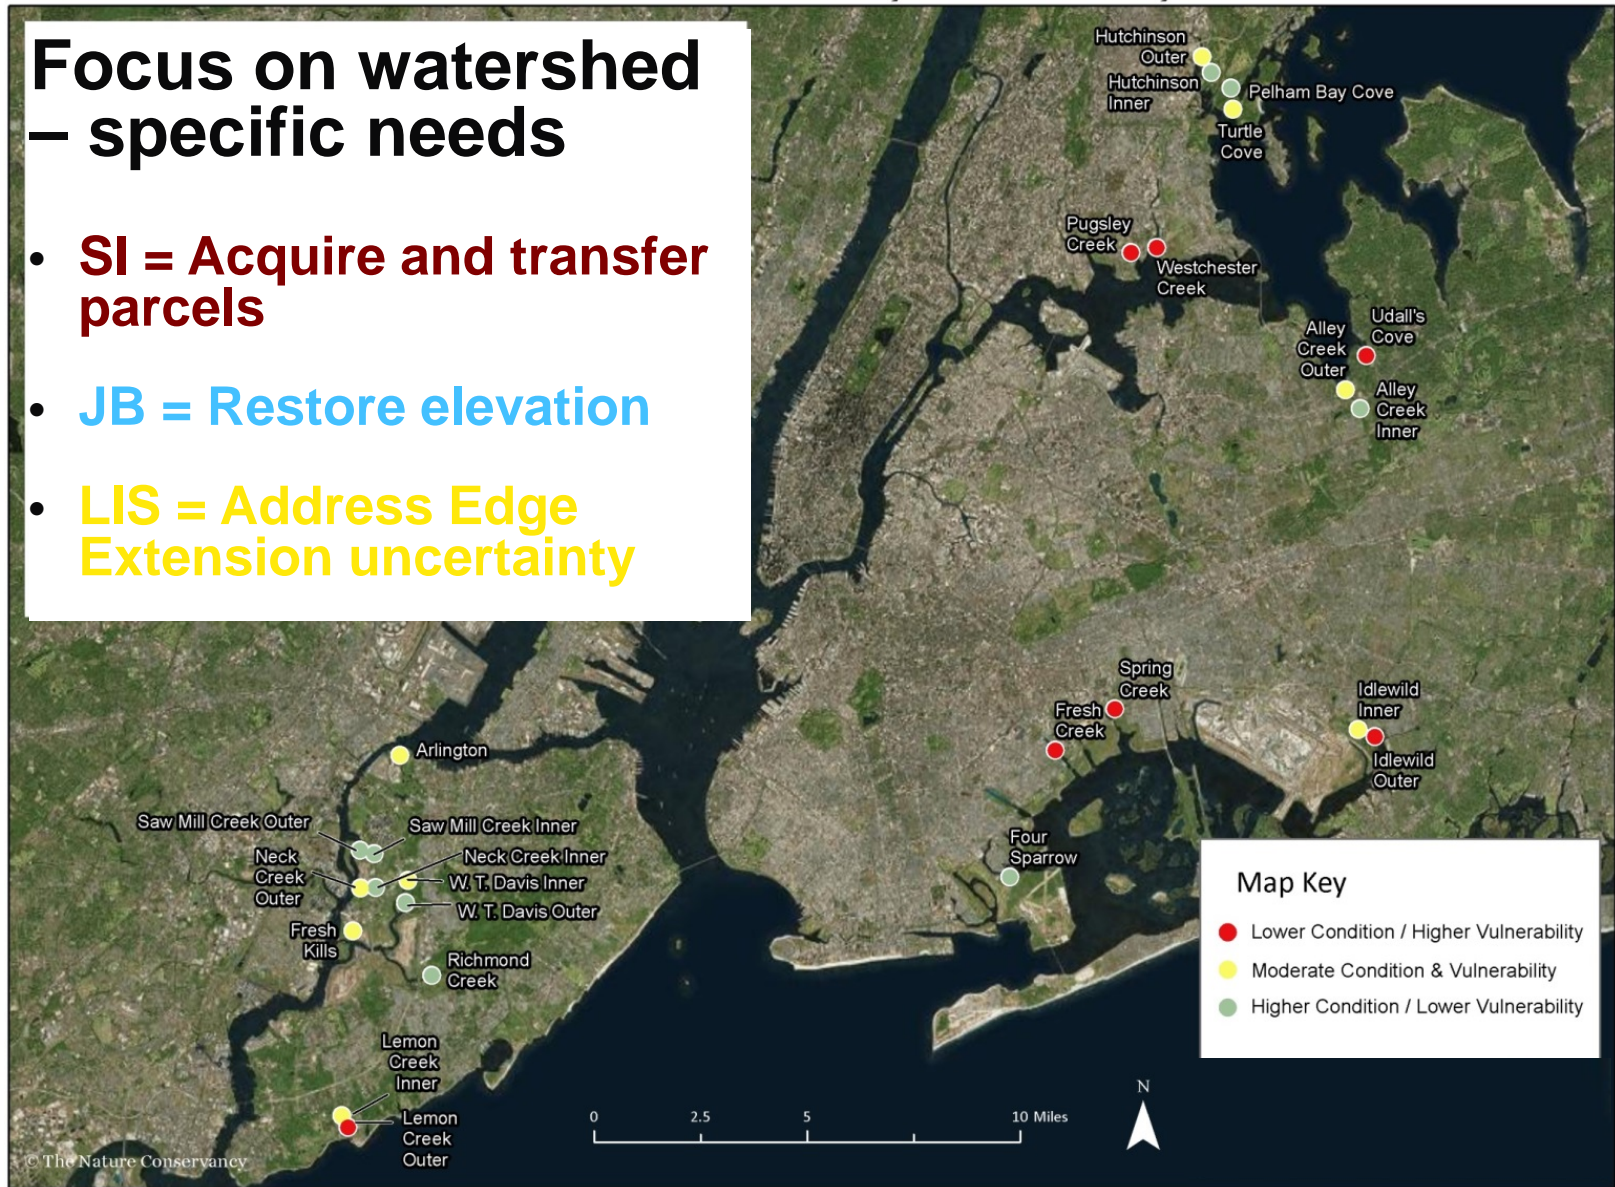 Focus on watershed
– specific needs
• SI = Acquire and transfer
parcels
• JB = Restore elevation
• LIS = Address Edge
Extension uncertainty
Hutchinson
Outer
Hutchinson
Inner
Pelham Bay Cove
Turtle
Cove
Pugsley
Creek
Westchester
Creek
Udall's
Cove
Alley
Creek
Outer
Alley
Creek
Inner
Spring
Creek
Fresh
Creek
Idlewild
Inner
Idlewild
Outer
Four
Sparrow
Arlington
Saw Mill Creek Outer
Saw Mill Creek Inner
Neck
Creek
Outer
Neck Creek Inner
W. T. Davis Inner
W. T. Davis Outer
Fresh
Kills
Richmond
Creek
Lemon
Creek
Inner
Lemon
Creek
Outer
Map Key
Lower Condition / Higher Vulnerability
Moderate Condition & Vulnerability
Higher Condition / Lower Vulnerability
0 2.5 5 10 Miles
N
© The Nature Conservancy